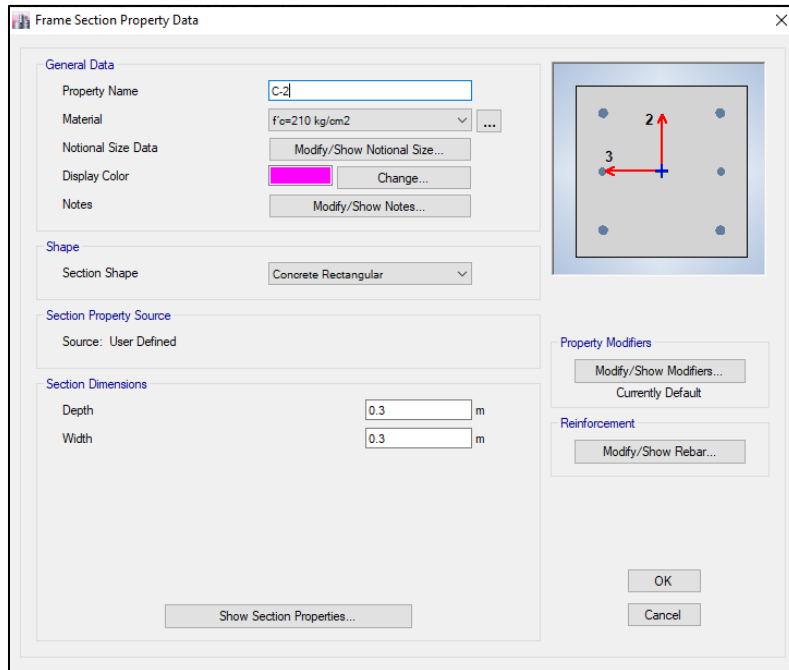 Frame Section Property Data
General Data
Property Name C-2
Material f´c=210 kg/cm2 ...
Notional Size Data Modify/Show Notional Size...
Display Color Change...
Notes Modify/Show Notes...
Shape
Section Shape Concrete Rectangular
Section Property Source
Source: User Defined
Section Dimensions
Depth 0.3 m
Width 0.3 m
Show Section Properties...
2
3
Property Modifiers
Modify/Show Modifiers...
Currently Default
Reinforcement
Modify/Show Rebar...
OK
Cancel